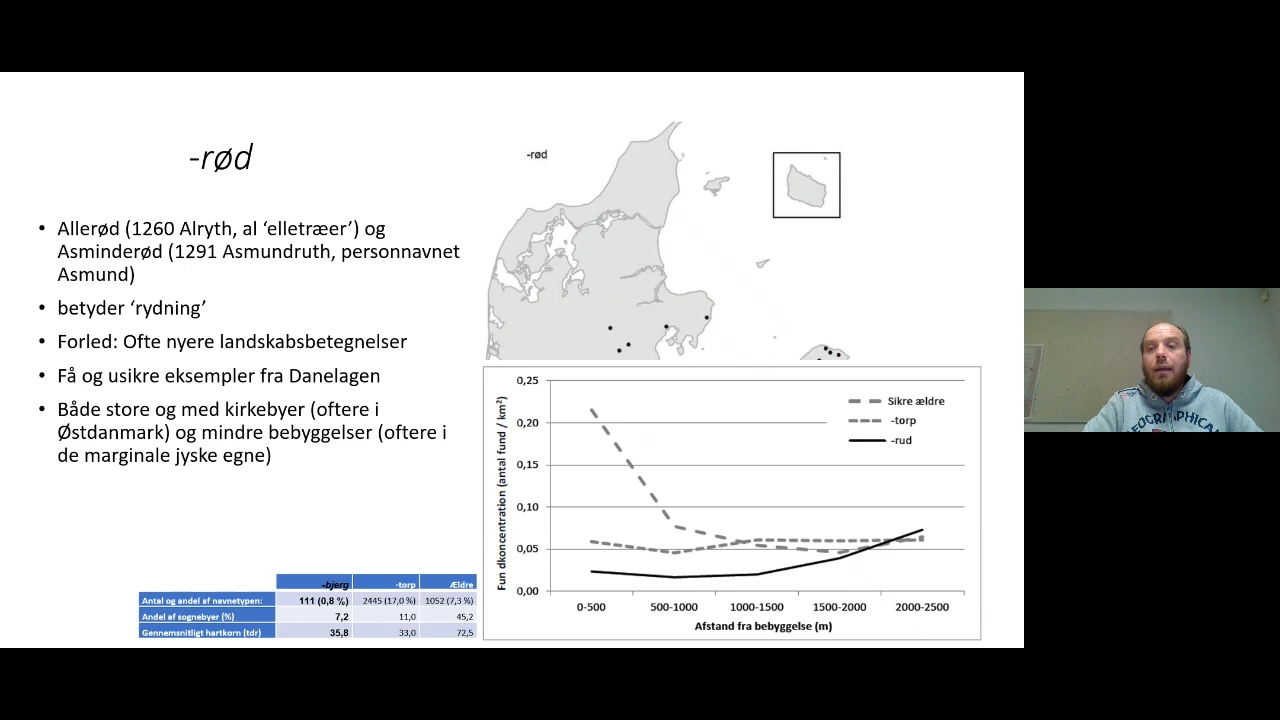 -rød
• Allerød (1260 Alryth, al ‘elletræer’) og
Asminderød (1291 Asmundruth, personnavnet
Asmund)
• betyder ‘rydning’
• Forled: Ofte nyere landskabsbetegnelser
• Få og usikre eksempler fra Danelagen
• Både store og med kirkebyer (oftere i
Østdanmark) og mindre bebyggelser (oftere i
de marginale jyske egne)
-bjerg -torp Ældre
Antal og andel af navnetypen: 111 (0,8 %) 2445 (17,0 %) 1052 (7,3 %)
Andel af sognebyer (%) 7,2 11,0 45,2
Gennemsnitligt hartkorn (tdr) 35,8 33,0 72,5
-rød
Fun dkoncentration (antal fund / km²)
0,25
0,20
0,15
0,10
0,05
0,00
Sikre ældre
-torp
-rud
0-500 500-1000 1000-1500 1500-2000 2000-2500
Afstand fra bebyggelse (m)